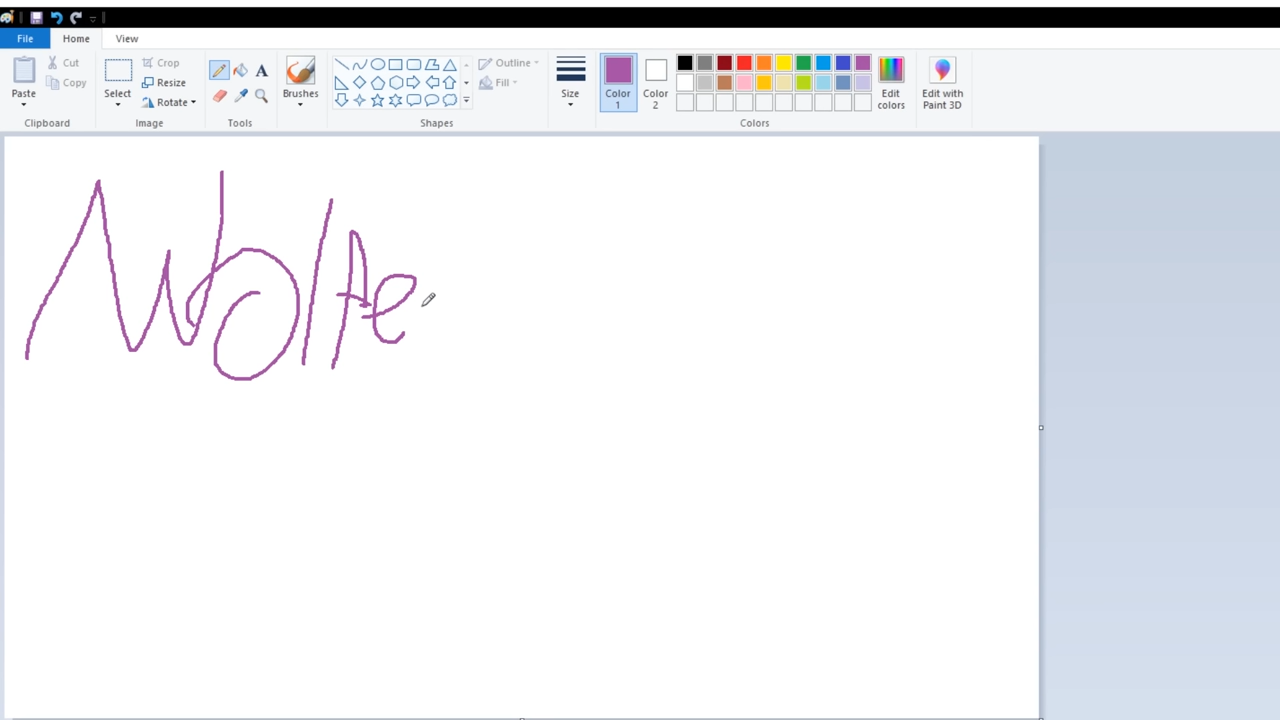 File
Home
View
Cut
Copy
Paste
Clipboard
Crop
Resize
Rotate
Select
Image
Tools
Brushes
Outline
Fill
Shapes
Size
Color 1
Color 2
Edit colors
Colors
Edit with Paint 3D